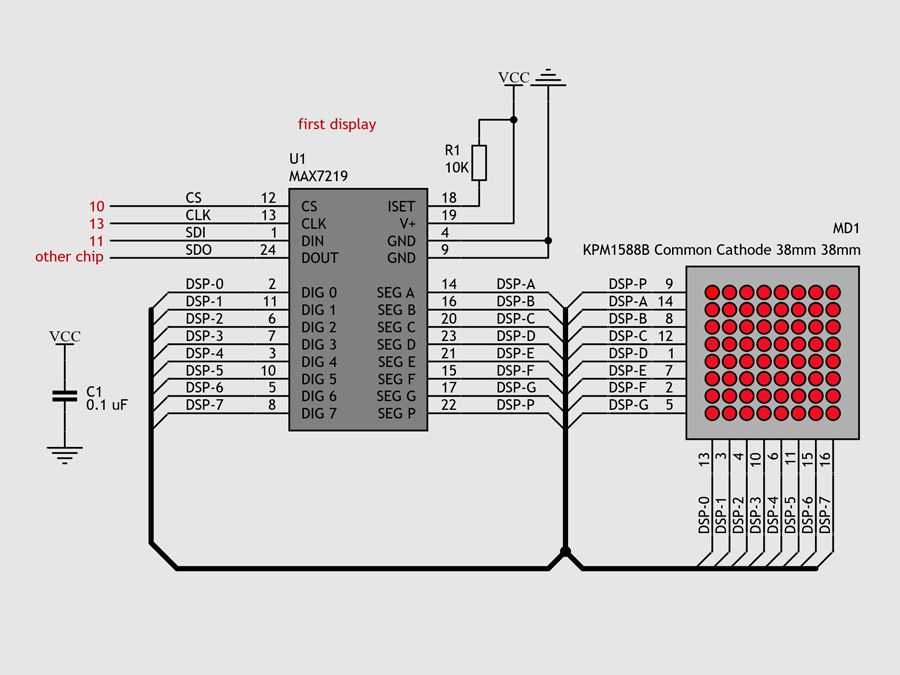 VCC
first display
U1
MAX7219
R1
10K
10 CS 12 CS
13 CLK 13 CLK
11 SDI 1 DIN
other chip SDO 24 DOUT
ISET 18
V+ 19
GND 4
GND 9
DSP-0 2 DIG 0
DSP-1 11 DIG 1
DSP-2 6 DIG 2
DSP-3 7 DIG 3
DSP-4 3 DIG 4
DSP-5 10 DIG 5
DSP-6 5 DIG 6
DSP-7 8 DIG 7
SEG A 14 DSP-A
SEG B 16 DSP-B
SEG C 20 DSP-C
SEG D 23 DSP-D
SEG E 21 DSP-E
SEG F 15 DSP-F
SEG G 17 DSP-G
SEG P 22 DSP-P
MD1
KPM1588B Common Cathode 38mm 38mm
DSP-P 9
DSP-A 14
DSP-B 8
DSP-C 12
DSP-D 1
DSP-E 7
DSP-F 2
DSP-G 5
DSP-0 13
DSP-1 3
DSP-2 4
DSP-3 10
DSP-4 6
DSP-5 11
DSP-6 15
DSP-7 16
VCC
C1
0.1 uF